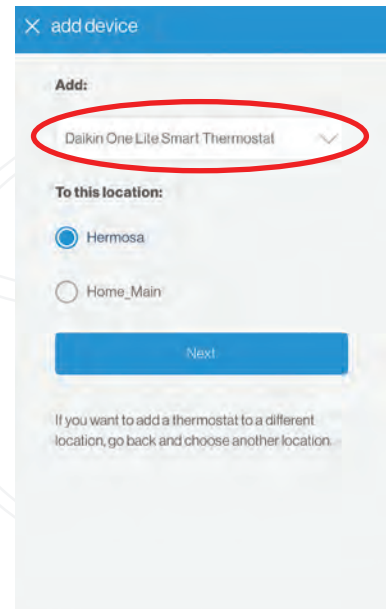 add device
Add:
Daikin One Lite Smart Thermostat
To this location:
Hermosa
Home_Main
Next
If you want to add a thermostat to a different
location, go back and choose another location.